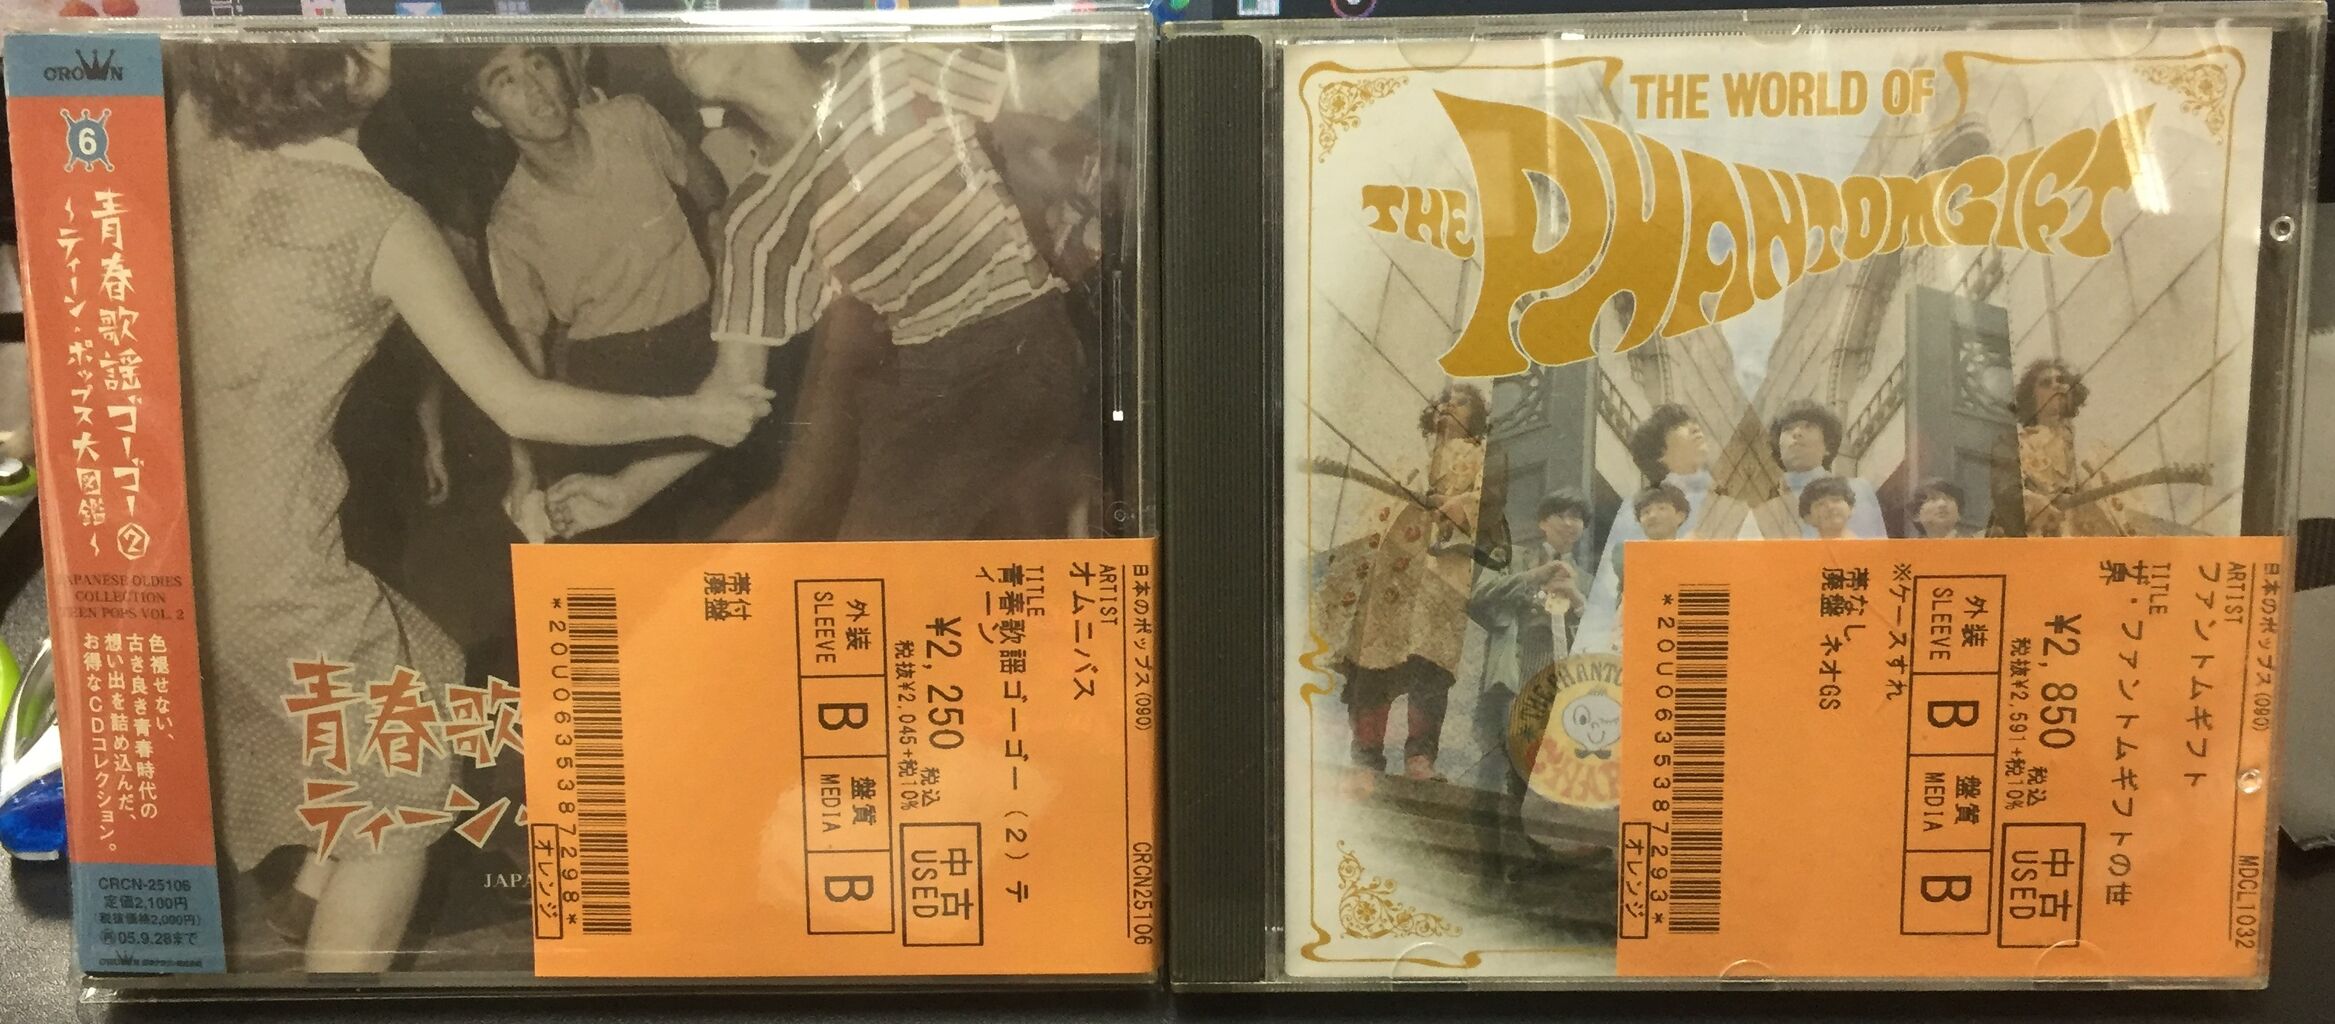 CROWN
6
青春歌謡ゴーゴー②
～ティーン・ポップス大図鑑～
JAPANESE OLDIES
COLLECTION
TEEN POPS VOL. 2
色褪せない、
古き良き青春時代の
想い出を詰め込んだ、
お得なCDコレクション。
CRCN-25106
定価2,100円
(税抜価格2,000円)
05.9.28まで
CROWN
青春歌
ティーン
JAPA
日本のポップス(090) CRCN25106
ARTIST
オムニバス
TITLE
青春歌謡ゴーゴー(2)テ
ィーン
¥2,250 税込
税抜¥2,045+税10%
中古
USED
外装
SLEEVE
B
盤質
MEDIA
B
帯付
廃盤
*20U0635387298*
オレンジ
THE WORLD OF
THE PHANTOMGIFT
THE PHANTO
日本のポップス(090) MDCL1032
ARTIST
ファントムギフト
TITLE
ザ・ファントムギフトの世
界
¥2,850 税込
税抜¥2,591+税10%
中古
USED
外装
SLEEVE
B
盤質
MEDIA
B
※ケースすれ
帯なし
廃盤 ネオGS
*20U0635387293*
オレンジ